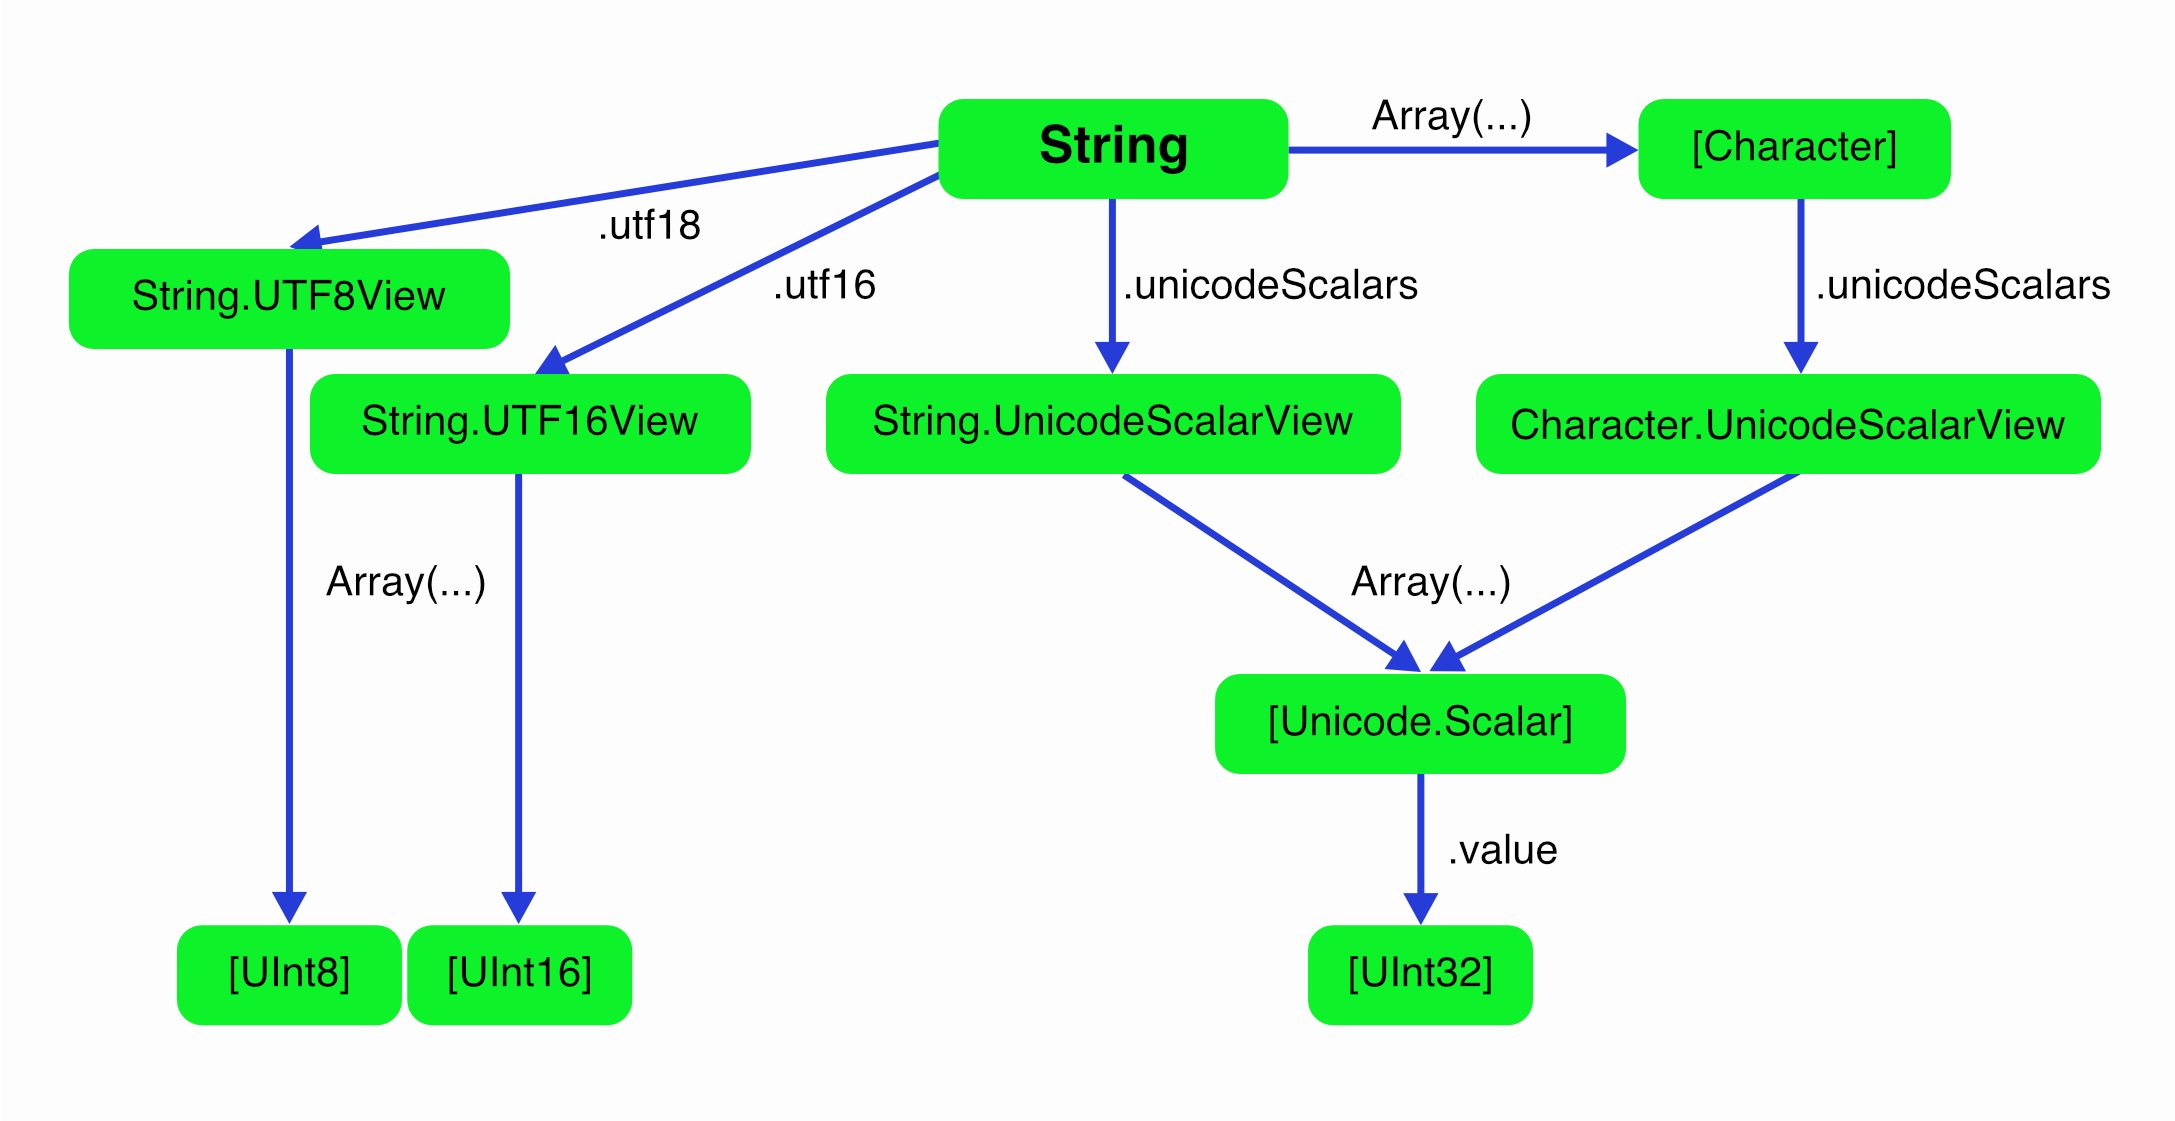 String
Array(...)
[Character]
.utf18
.utf16
.unicodeScalars
.unicodeScalars
String.UTF8View
String.UTF16View
String.UnicodeScalarView
Character.UnicodeScalarView
Array(...)
Array(...)
[Unicode.Scalar]
.value
[UInt8]
[UInt16]
[UInt32]